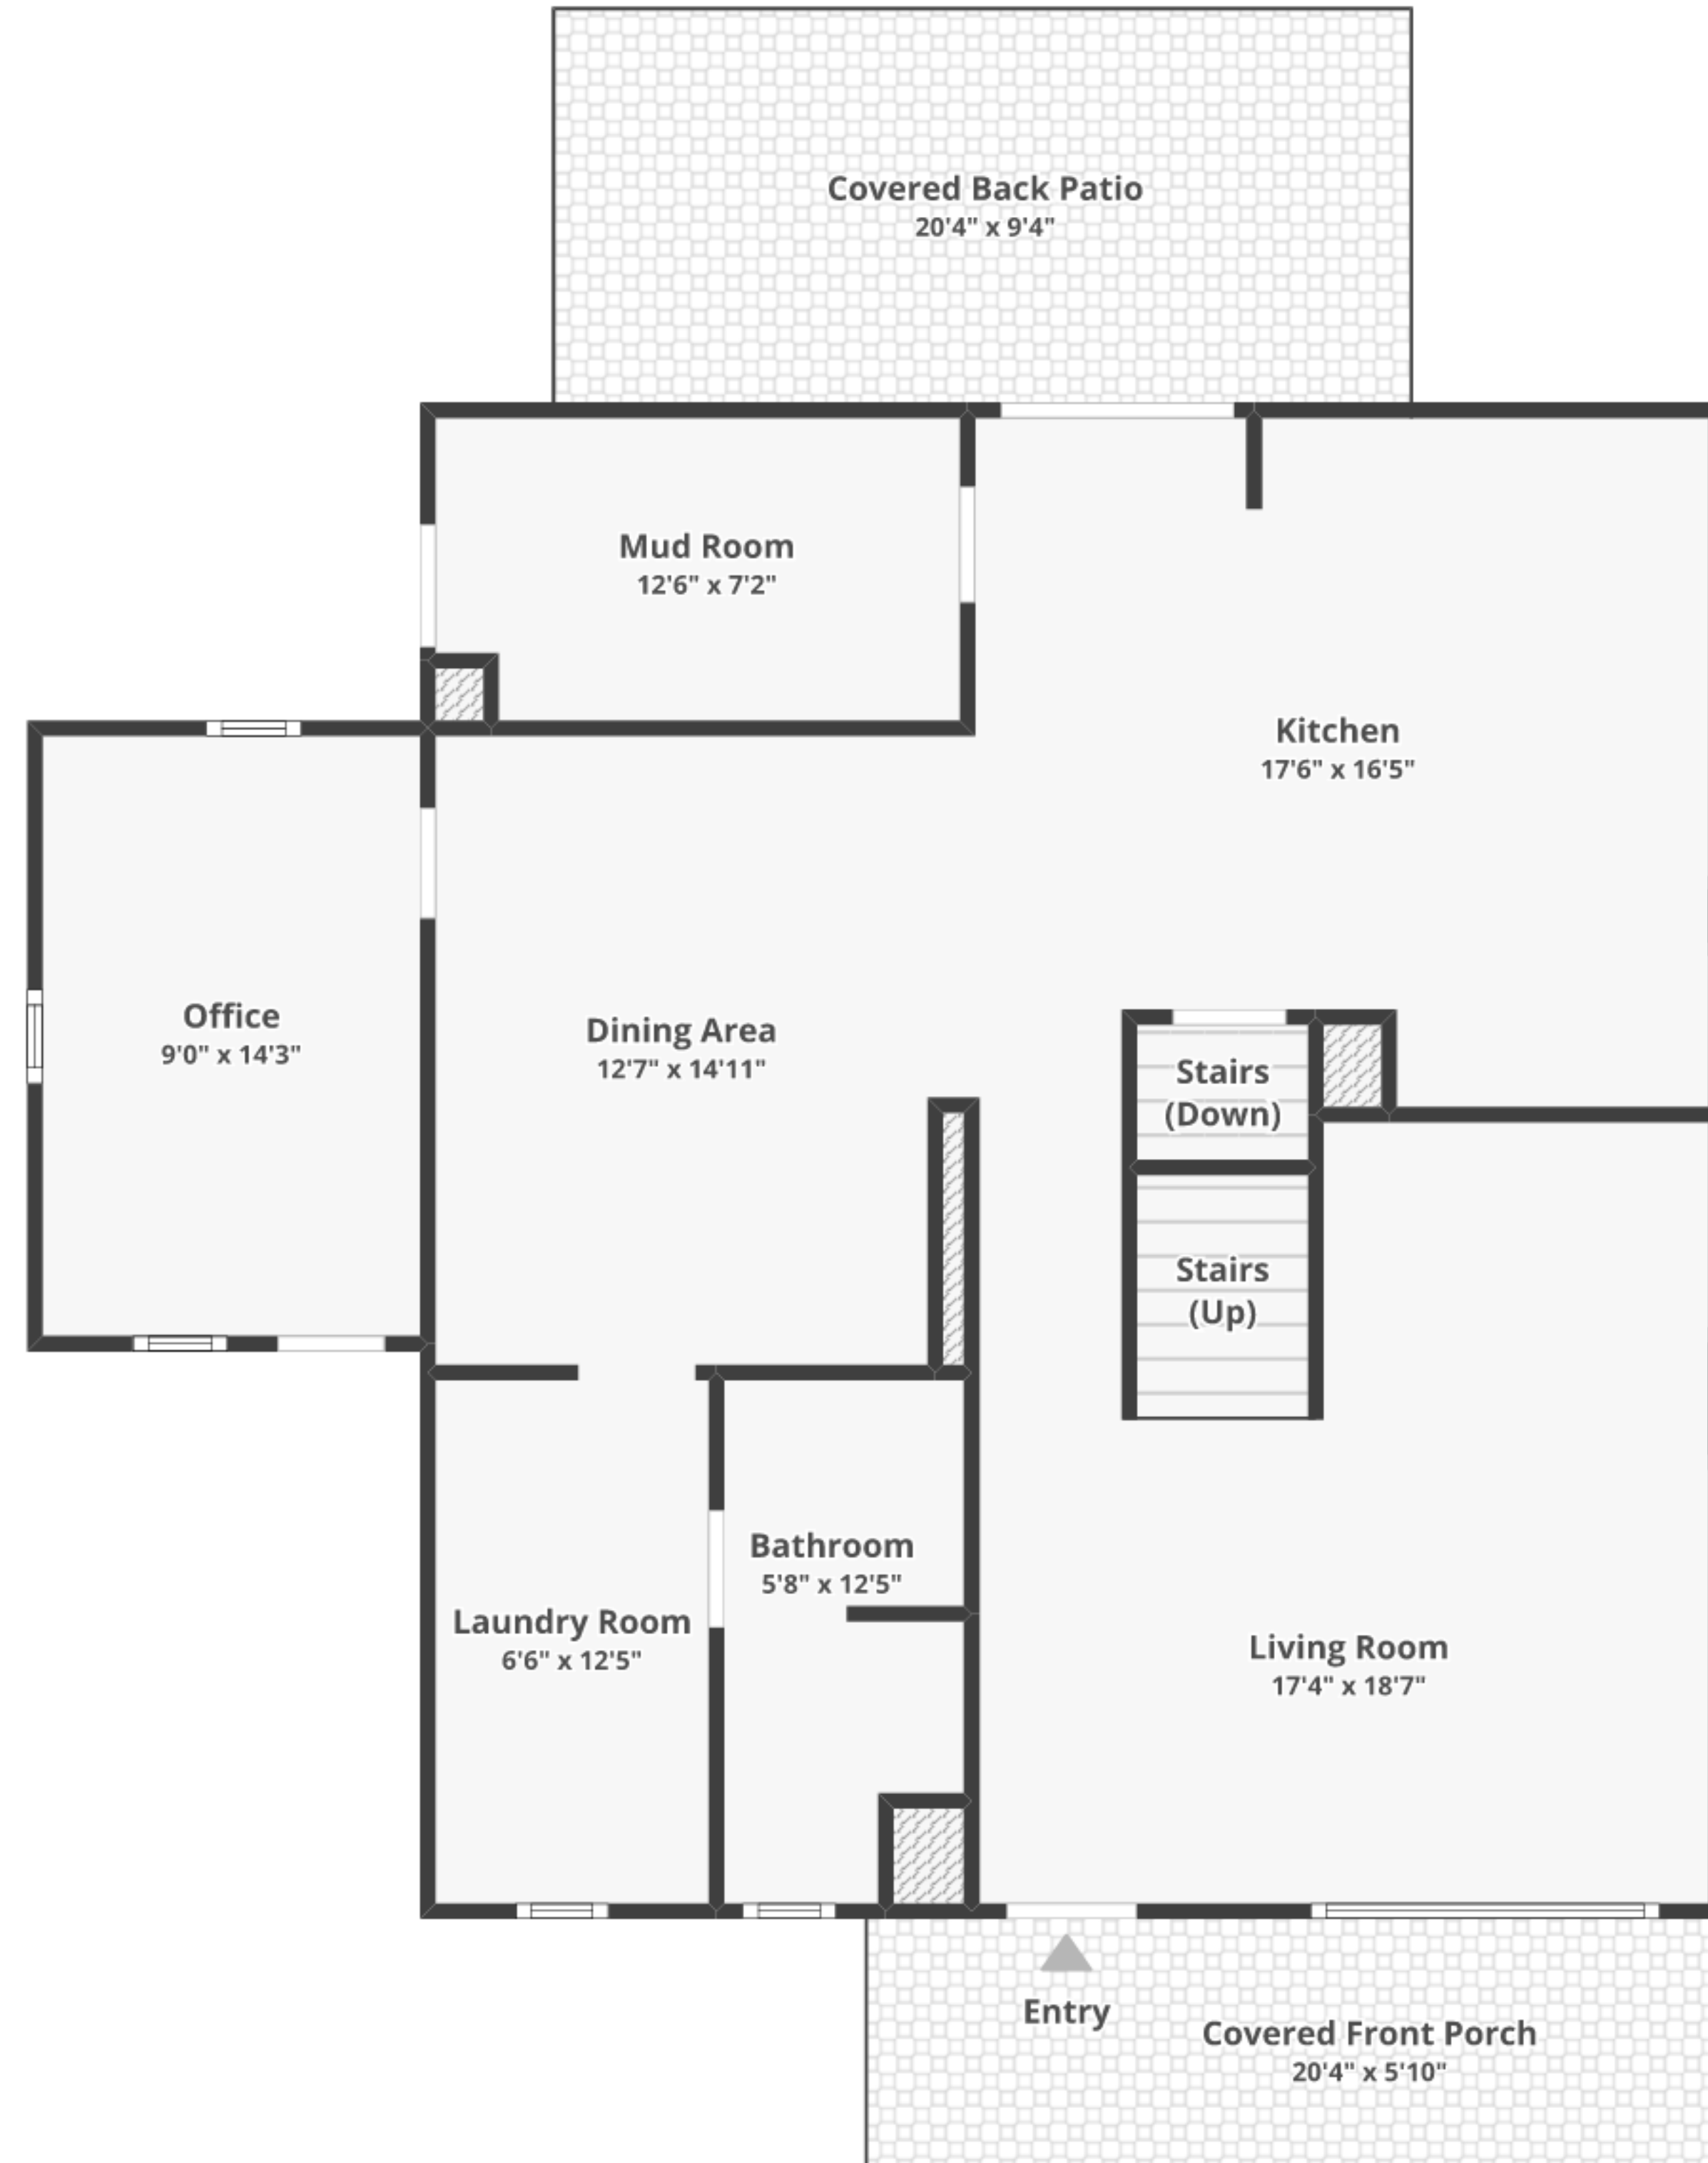 Covered Back Patio
20'4" x 9'4"
Mud Room
12'6" x 7'2"
Kitchen
17'6" x 16'5"
Office
9'0" x 14'3"
Dining Area
12'7" x 14'11"
Stairs
(Down)
Stairs
(Up)
Bathroom
5'8" x 12'5"
Laundry Room
6'6" x 12'5"
Living Room
17'4" x 18'7"
Entry
Covered Front Porch
20'4" x 5'10"